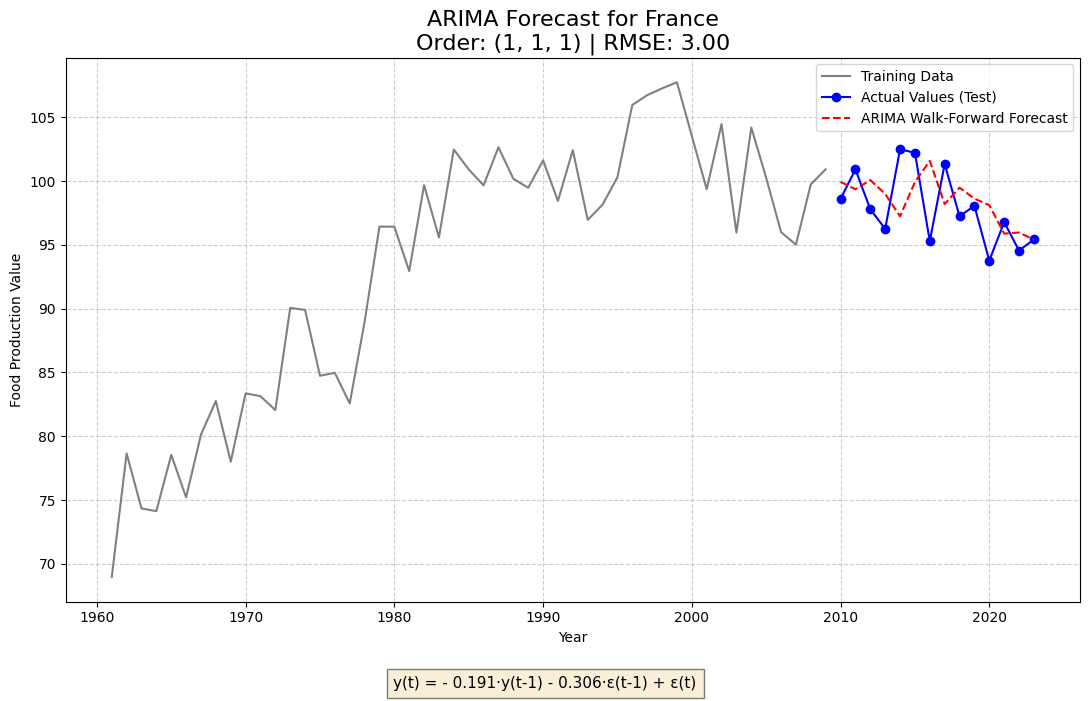 ARIMA Forecast for France
Order: (1, 1, 1) | RMSE: 3.00
Training Data
Actual Values (Test)
ARIMA Walk-Forward Forecast
Food Production Value
105
100
95
90
85
80
75
70
1960 1970 1980 1990 2000 2010 2020
Year
y(t) = - 0.191·y(t-1) - 0.306·ε(t-1) + ε(t)